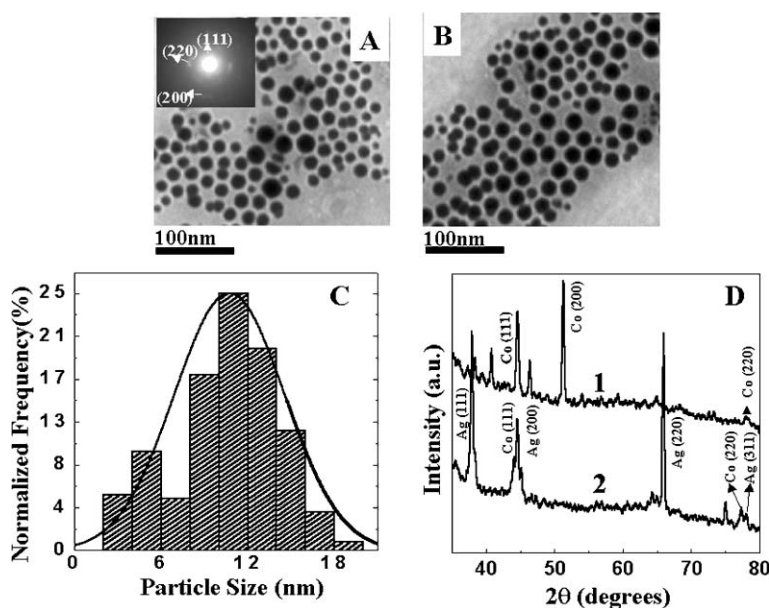 A
(111)
(220)
(200)
100nm
B
100nm
C
Normalized Frequency(%)
25
21
17
13
8
4
0
0 6 12 18
Particle Size (nm)
D
Intensity (a.u.)
Co (111)
Co (200)
1
Co (220)
Ag (111)
Co (111)
Ag (200)
2
Ag (220)
Co (220)
Ag (311)
40 50 60 70 80
2θ (degrees)